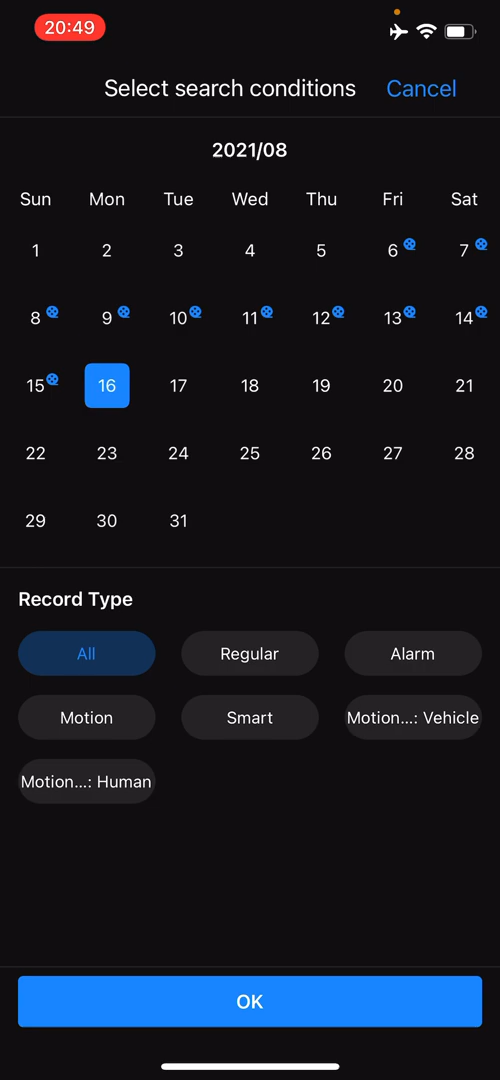 20:49
Select search conditions Cancel
2021/08
Sun Mon Tue Wed Thu Fri Sat
1 2 3 4 5 6 7
8 9 10 11 12 13 14
15 16 17 18 19 20 21
22 23 24 25 26 27 28
29 30 31
Record Type
All Regular Alarm
Motion Smart Motion...: Vehicle
Motion...: Human
OK